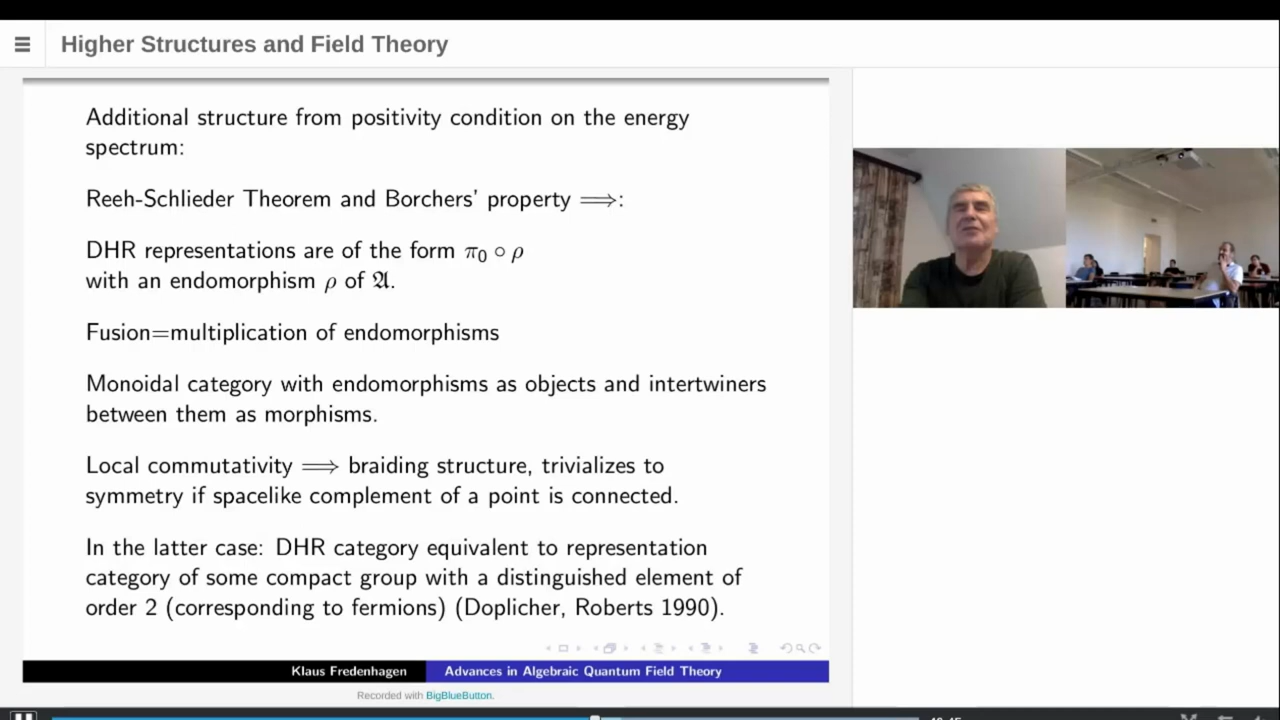 Higher Structures and Field Theory
Additional structure from positivity condition on the energy
spectrum:
Reeh-Schlieder Theorem and Borchers' property ⟹:
DHR representations are of the form π₀ ∘ ρ
with an endomorphism ρ of 𝔄.
Fusion=multiplication of endomorphisms
Monoidal category with endomorphisms as objects and intertwiners
between them as morphisms.
Local commutativity ⟹ braiding structure, trivializes to
symmetry if spacelike complement of a point is connected.
In the latter case: DHR category equivalent to representation
category of some compact group with a distinguished element of
order 2 (corresponding to fermions) (Doplicher, Roberts 1990).
Klaus Fredenhagen Advances in Algebraic Quantum Field Theory
Recorded with BigBlueButton.